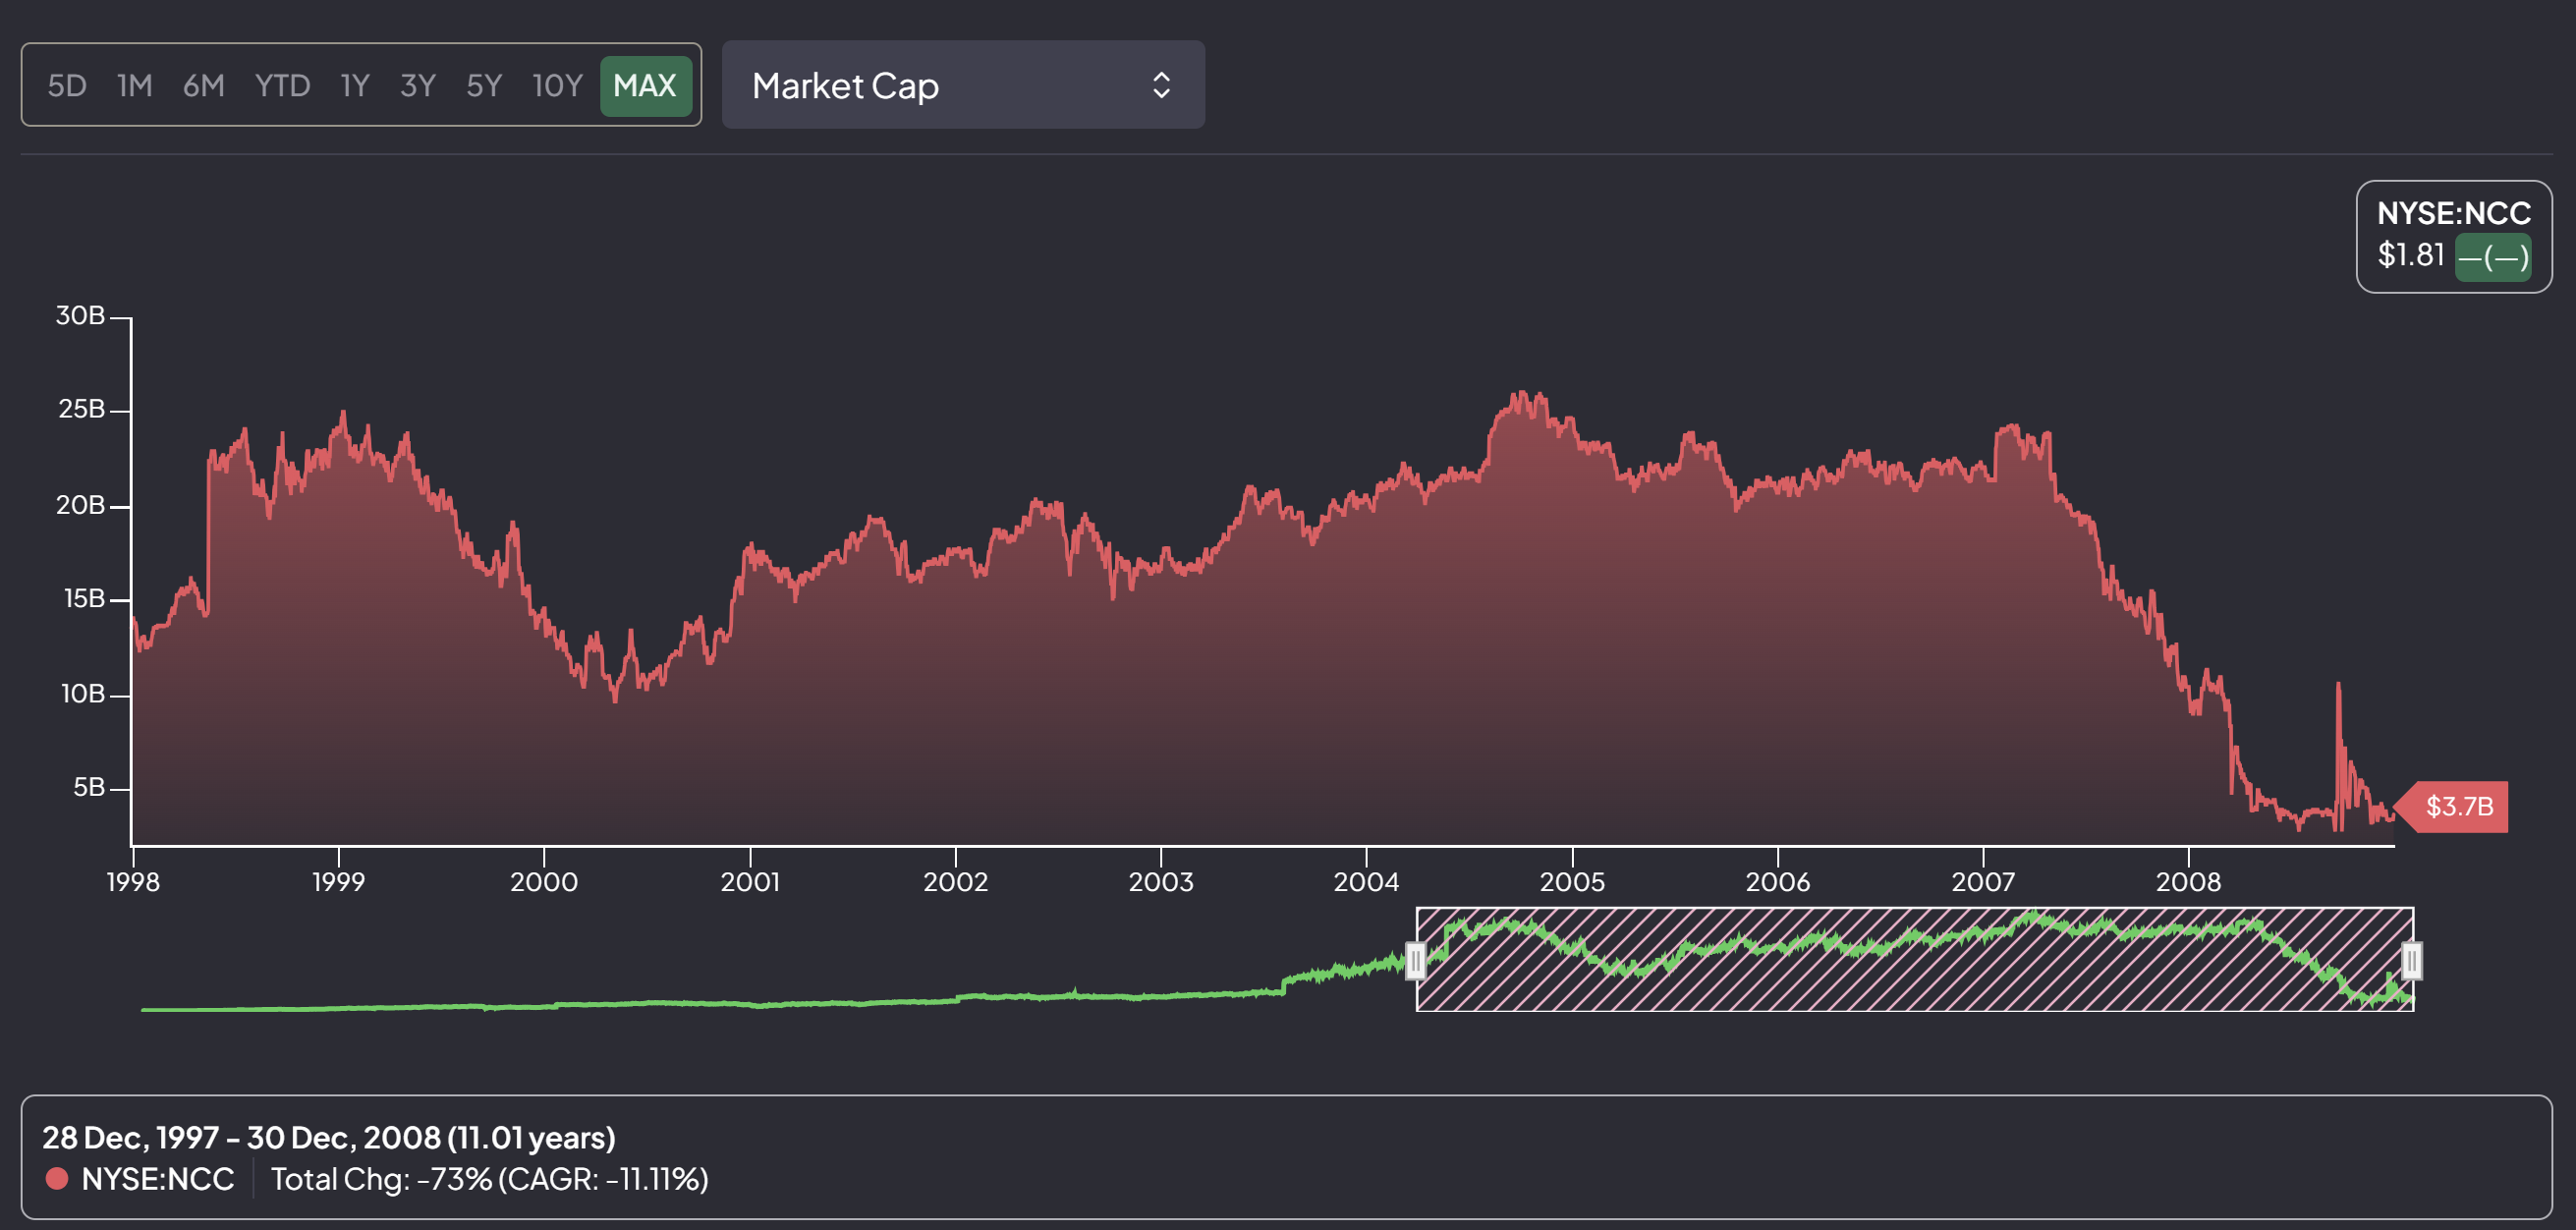 5D 1M 6M YTD 1Y 3Y 5Y 10Y MAX Market Cap
NYSE:NCC
$1.81 —(—)
30B
25B
20B
15B
10B
5B
$3.7B
1998 1999 2000 2001 2002 2003 2004 2005 2006 2007 2008
28 Dec, 1997 - 30 Dec, 2008 (11.01 years)
NYSE:NCC Total Chg: -73% (CAGR: -11.11%)